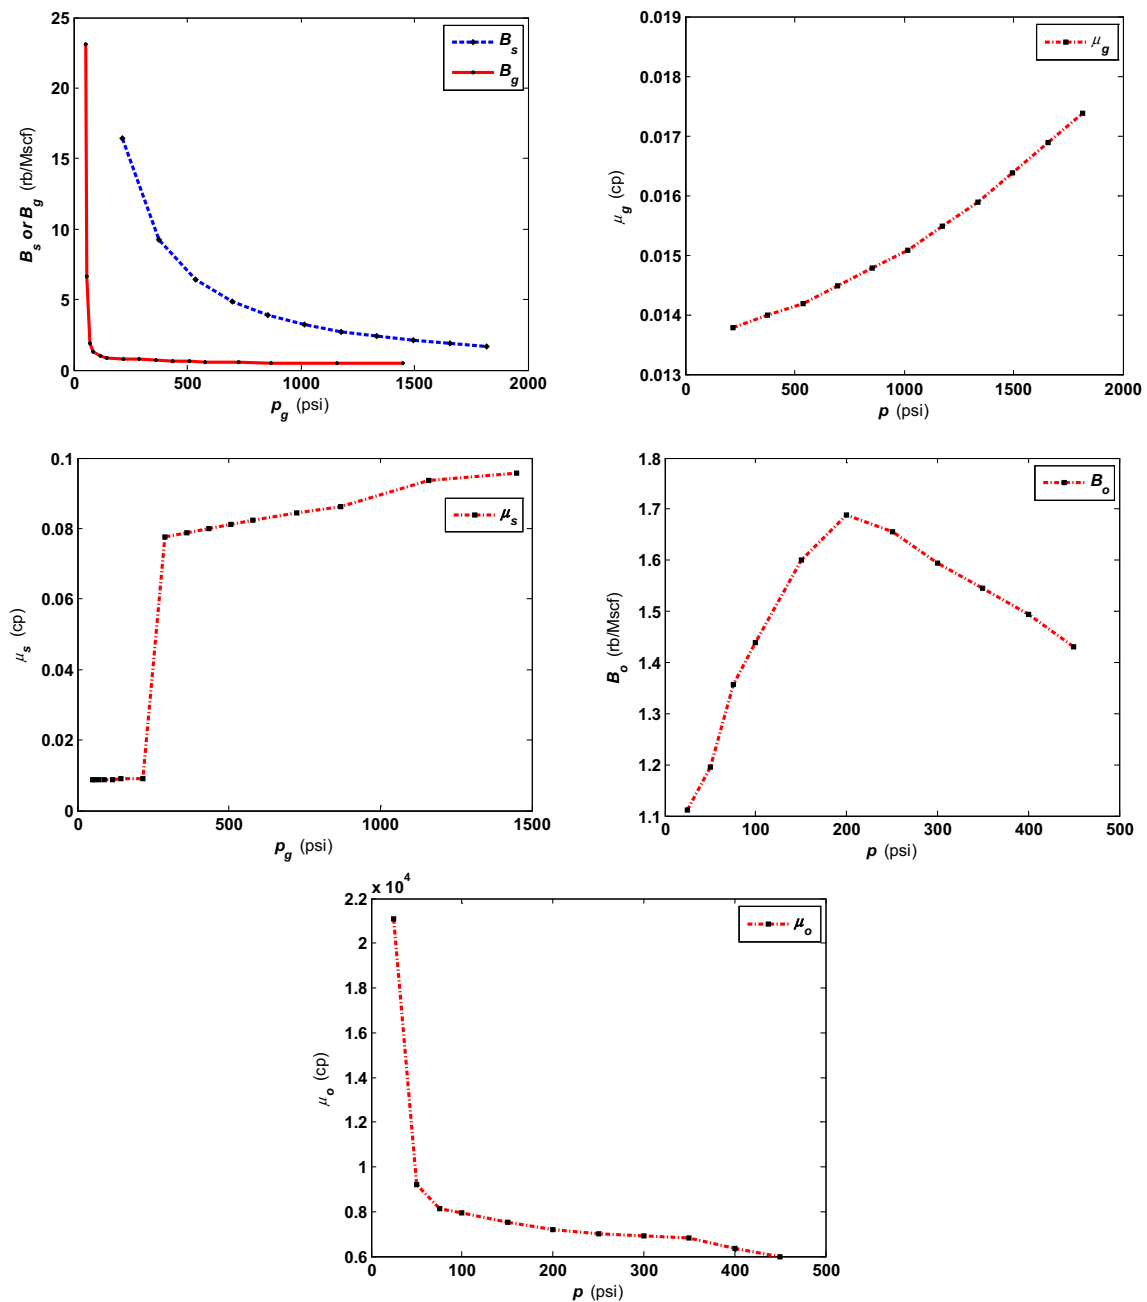 25
20
15
10
5
0
B_s or B_g (rb/Mscf)
B_s
B_g
0 500 1000 1500 2000
p_g (psi)
0.019
0.018
0.017
0.016
0.015
0.014
0.013
μ_g (cp)
μ_g
0 500 1000 1500 2000
p (psi)
0.1
0.08
0.06
0.04
0.02
0
μ_s (cp)
μ_s
0 500 1000 1500
p_g (psi)
1.8
1.7
1.6
1.5
1.4
1.3
1.2
1.1
B_o (rb/Mscf)
B_o
0 100 200 300 400 500
p (psi)
x 10^4
2.2
2
1.8
1.6
1.4
1.2
1
0.8
0.6
μ_o (cp)
μ_o
0 100 200 300 400 500
p (psi)